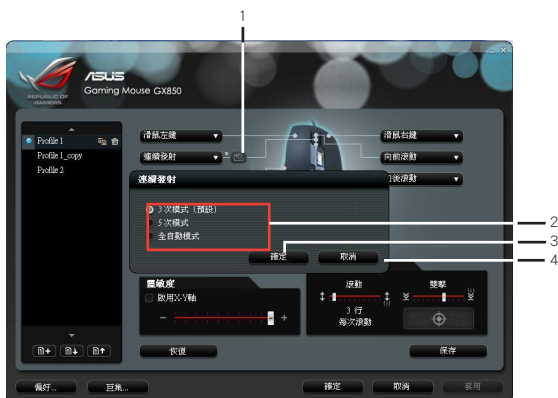 1
REPUBLIC OF
GAMERS
ASUS
Gaming Mouse GX850
Profile 1
Profile 1_copy
Profile 2
滑鼠左鍵
滑鼠右鍵
連續發射
向前滾動
後滾動
連續發射
3 次模式 (預設)
5 次模式
全自動模式
確定
取消
2
3
4
靈敏度
啟用X-Y軸
滾動
雙擊
3 行
每次滾動
恢復
保存
偏好...
巨集...
確定
取消
套用